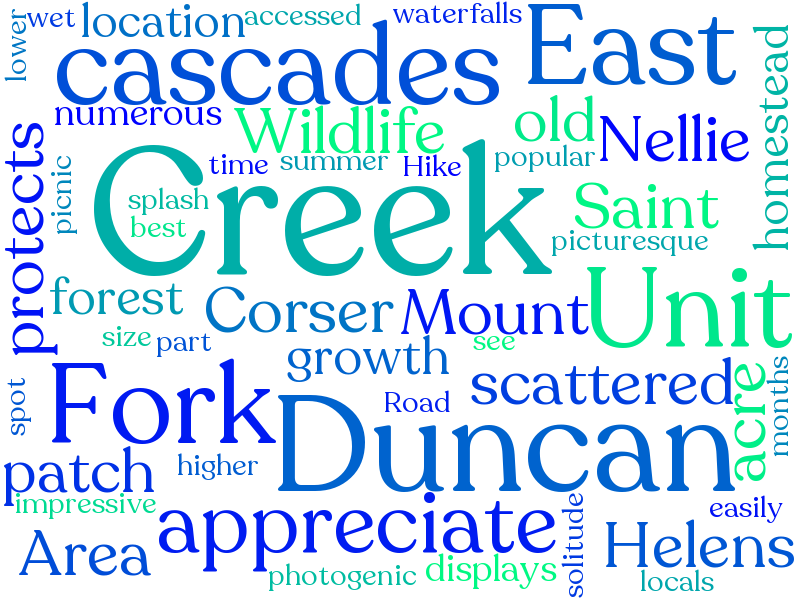 lower
wet
location
accessed
waterfalls
East
cascades
homestead
numerous
Wildlife
old
Nellie
protects
picnic
time
summer
Hike
popular
Creek
splash
best
Saint
picturesque
forest
Corser
Mount
Unit
size
part
growth
see
spot
Fork
Road
scattered
acre
months
Duncan
patch
higher
impressive
appreciate
solitude
easily
Area
photogenic
displays
Helens
locals